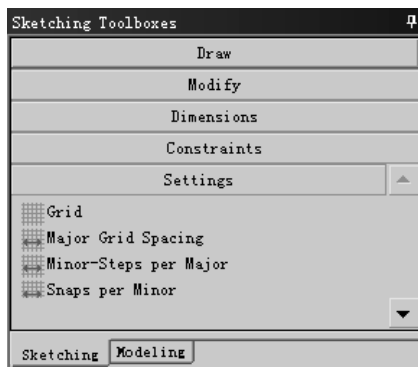 Sketching Toolboxes
Draw
Modify
Dimensions
Constraints
Settings
Grid
Major Grid Spacing
Minor-Steps per Major
Snaps per Minor
Sketching Modeling